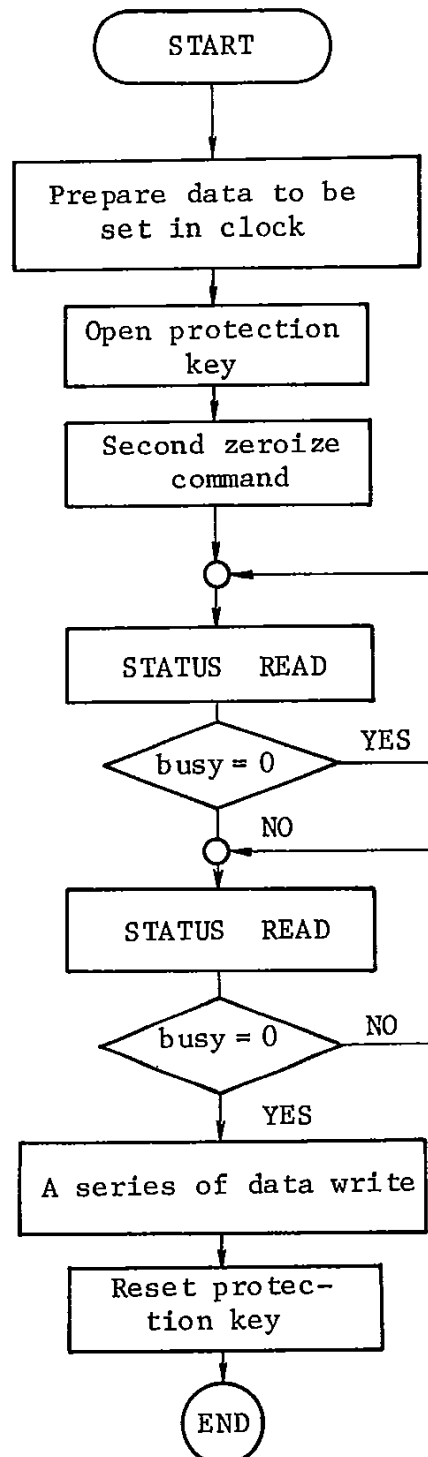 START
Prepare data to be
set in clock
Open protection
key
Second zeroize
command
STATUS READ
busy = 0
YES
NO
STATUS READ
busy = 0
NO
YES
A series of data write
Reset protec-
tion key
END